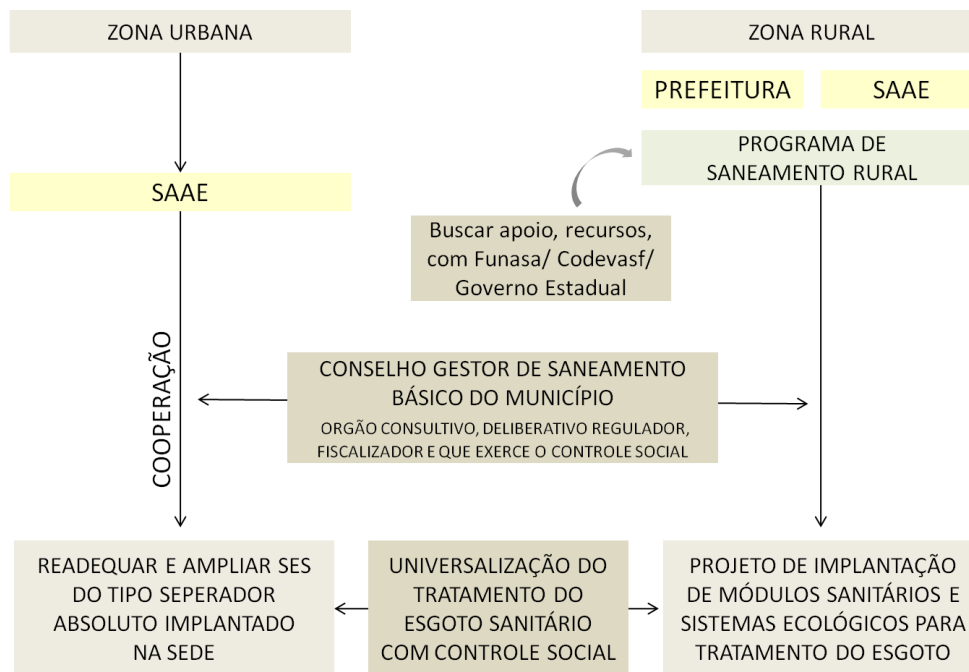 ZONA URBANA
ZONA RURAL
PREFEITURA
SAAE
PROGRAMA DE
SANEAMENTO RURAL
SAAE
Buscar apoio, recursos,
com Funasa/ Codevasf/
Governo Estadual
COOPERAÇÃO
CONSELHO GESTOR DE SANEAMENTO
BÁSICO DO MUNICÍPIO
ORGÃO CONSULTIVO, DELIBERATIVO REGULADOR,
FISCALIZADOR E QUE EXERCE O CONTROLE SOCIAL
READEQUAR E AMPLIAR SES
DO TIPO SEPERADOR
ABSOLUTO IMPLANTADO
NA SEDE
UNIVERSALIZAÇÃO DO
TRATAMENTO DO
ESGOTO SANITÁRIO
COM CONTROLE SOCIAL
PROJETO DE IMPLANTAÇÃO
DE MÓDULOS SANITÁRIOS E
SISTEMAS ECOLÓGICOS PARA
TRATAMENTO DO ESGOTO